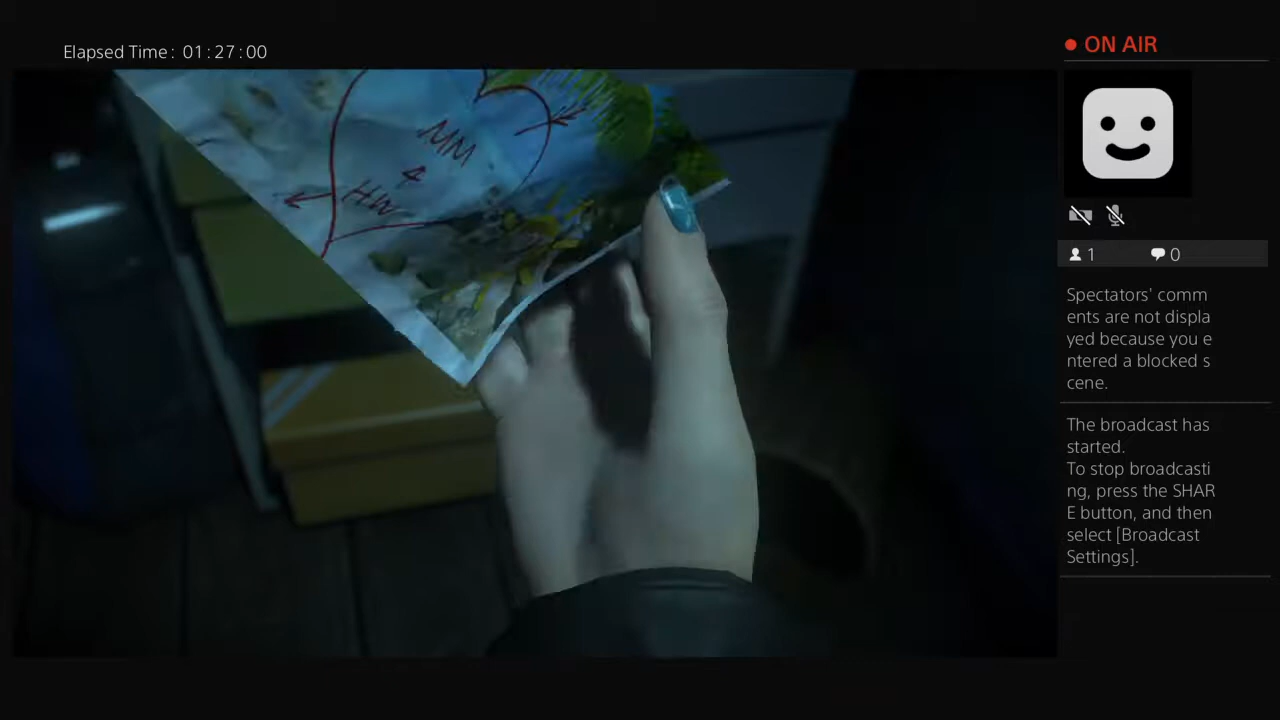 Elapsed Time: 01:27:00
ON AIR
MM
4
HW
1
0
Spectators' comm
ents are not displa
yed because you e
ntered a blocked s
cene.
The broadcast has
started.
To stop broadcasti
ng, press the SHAR
E button, and then
select [Broadcast
Settings].